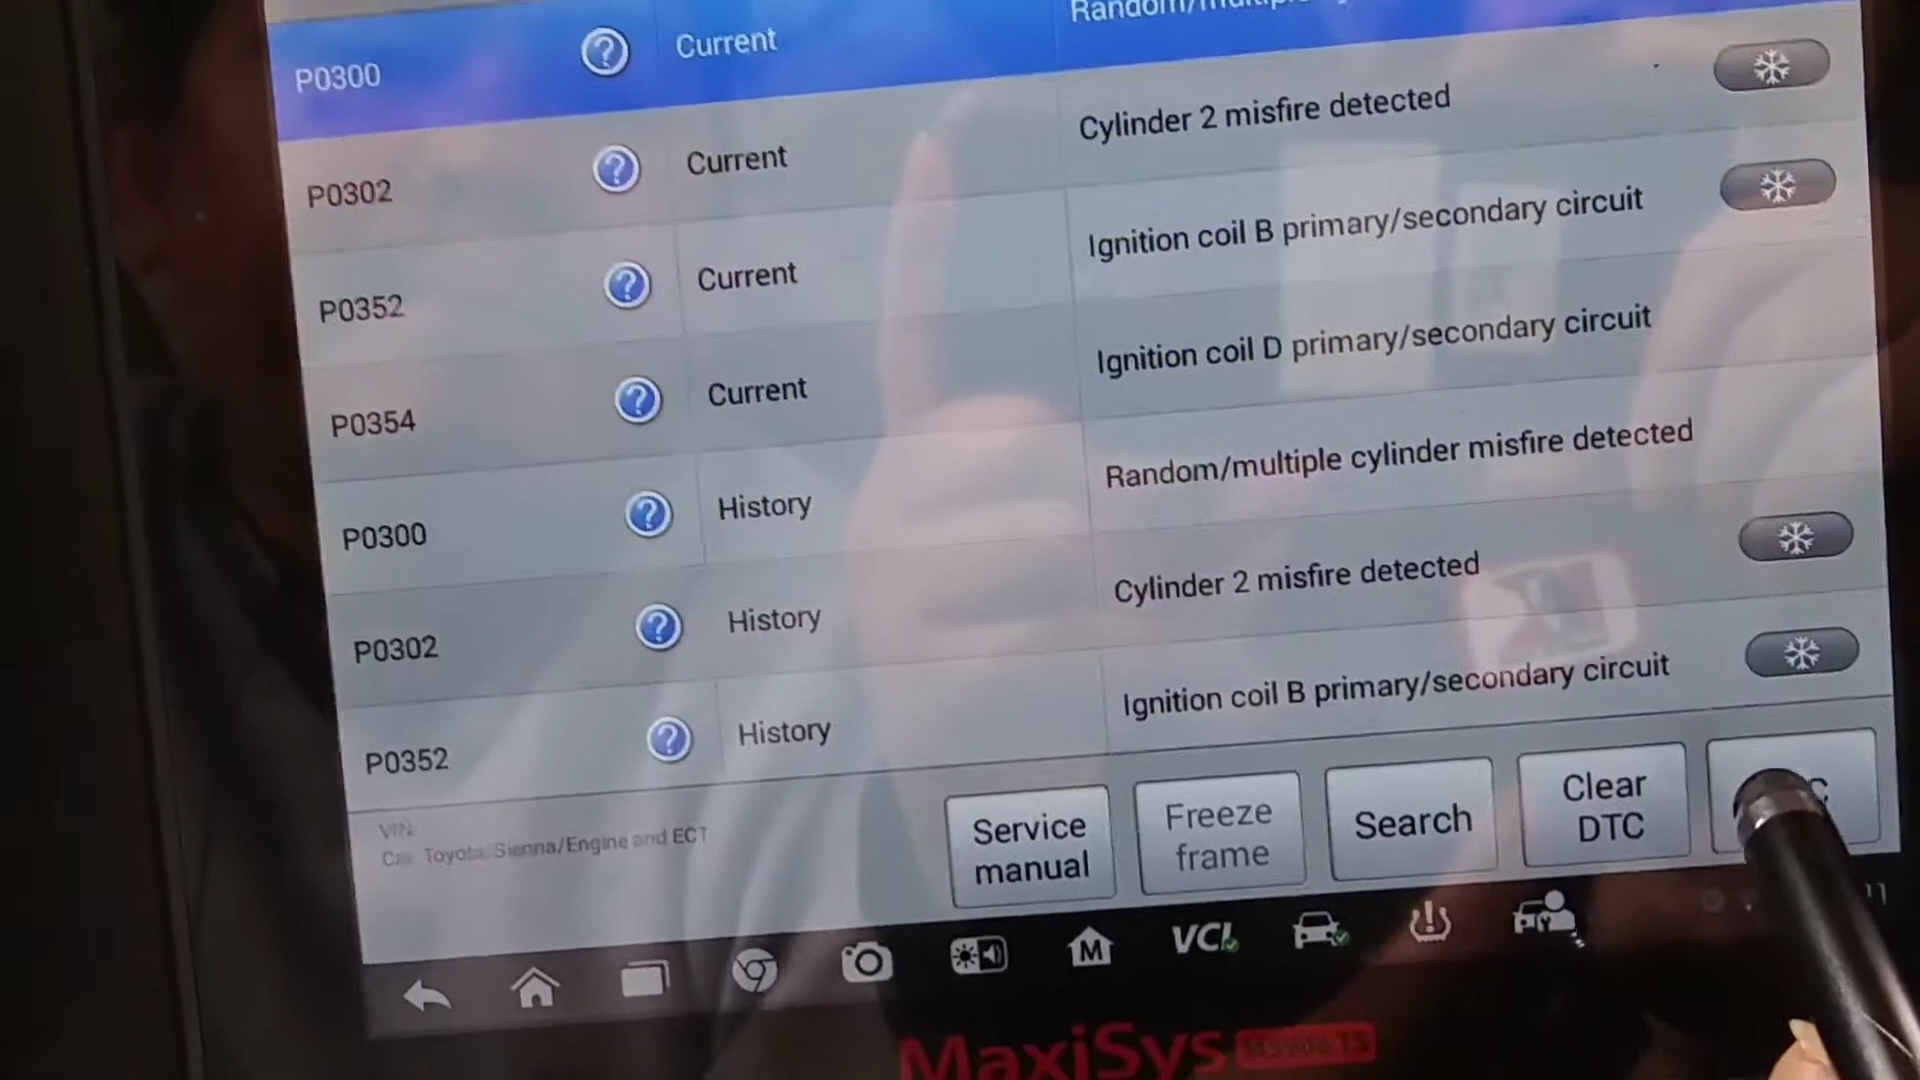 P0300 Current
P0302 Current Cylinder 2 misfire detected
P0352 Current Ignition coil B primary/secondary circuit
P0354 Current Ignition coil D primary/secondary circuit
P0300 History Random/multiple cylinder misfire detected
P0302 History Cylinder 2 misfire detected
P0352 History Ignition coil B primary/secondary circuit
VIN
Car Toyota/Sienna/Engine and ECT
Service
manual
Freeze
frame
Search
Clear
DTC
M
VCI
MaxiSys